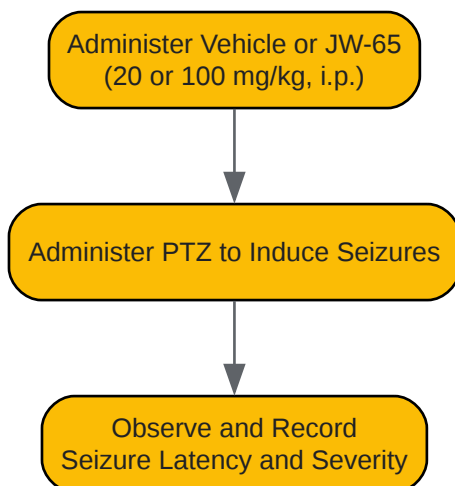 Administer Vehicle or JW-65
(20 or 100 mg/kg, i.p.)
Administer PTZ to Induce Seizures
Observe and Record
Seizure Latency and Severity